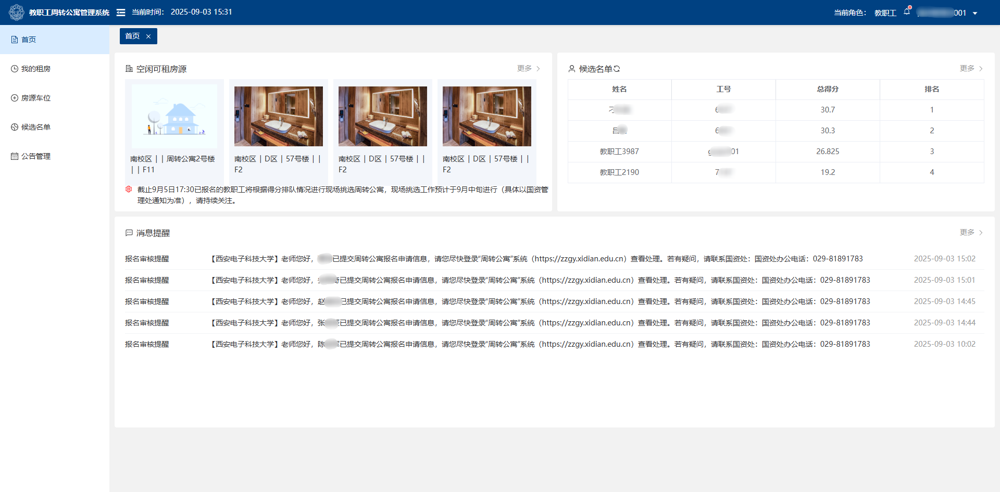 教职工周转公寓管理系统 当前时间： 2025-09-03 15:31 当前角色： 教职工 001
首页
首页
我的租房
房源车位
候选名单
公告管理
空闲可租房源 更多
南校区 | | 周转公寓2号楼
| | F11
南校区 | D区 | 57号楼 | |
F2
南校区 | D区 | 57号楼 | |
F2
南校区 | D区 | 57号楼 | |
F2
截止9月5日17:30已报名的教职工将根据得分排队情况进行现场挑选周转公寓，现场挑选工作预计于9月中旬进行（具体以国资管
理处通知为准），请持续关注。
候选名单 更多
姓名 工号 总得分 排名
6 30.7 1
6 30.3 2
教职工3987 01 26.825 3
教职工2190 7 19.2 4
消息提醒 更多
报名审核提醒 【西安电子科技大学】老师您好， 已提交周转公寓报名申请信息，请您尽快登录“周转公寓”系统（https://zzgy.xidian.edu.cn）查看处理。若有疑问，请联系国资处：国资处办公电话：029-81891783 2025-09-03 15:02
报名审核提醒 【西安电子科技大学】老师您好， 已提交周转公寓报名申请信息，请您尽快登录“周转公寓”系统（https://zzgy.xidian.edu.cn）查看处理。若有疑问，请联系国资处：国资处办公电话：029-81891783 2025-09-03 15:01
报名审核提醒 【西安电子科技大学】老师您好，赵 已提交周转公寓报名申请信息，请您尽快登录“周转公寓”系统（https://zzgy.xidian.edu.cn）查看处理。若有疑问，请联系国资处：国资处办公电话：029-81891783 2025-09-03 14:45
报名审核提醒 【西安电子科技大学】老师您好，张 已提交周转公寓报名申请信息，请您尽快登录“周转公寓”系统（https://zzgy.xidian.edu.cn）查看处理。若有疑问，请联系国资处：国资处办公电话：029-81891783 2025-09-03 14:44
报名审核提醒 【西安电子科技大学】老师您好，陈 已提交周转公寓报名申请信息，请您尽快登录“周转公寓”系统（https://zzgy.xidian.edu.cn）查看处理。若有疑问，请联系国资处：国资处办公电话：029-81891783 2025-09-03 10:02